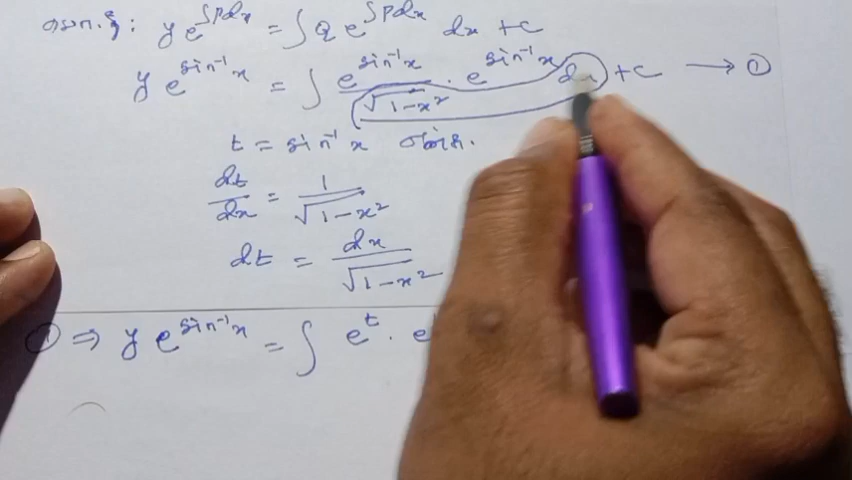 y e^∫Pdx = ∫ Q e^∫Pdx dx + c
y e^sin⁻¹x = ∫ e^sin⁻¹x / √1-x² · e^sin⁻¹x dx + c → ①
t = sin⁻¹ x என்க.
dt/dx = 1/√1-x²
dt = dx/√1-x²
① ⇒ y e^sin⁻¹x = ∫ e^t · e